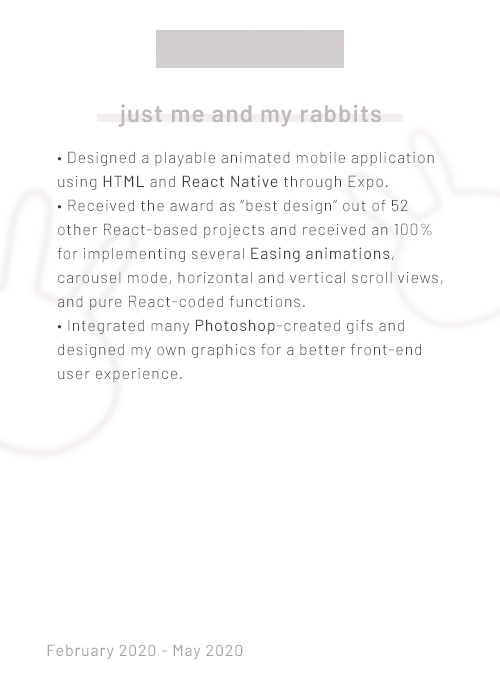 just me and my rabbits
• Designed a playable animated mobile application
using HTML and React Native through Expo.
• Received the award as "best design" out of 52
other React-based projects and received an 100%
for implementing several Easing animations,
carousel mode, horizontal and vertical scroll views,
and pure React-coded functions.
• Integrated many Photoshop-created gifs and
designed my own graphics for a better front-end
user experience.
February 2020 - May 2020